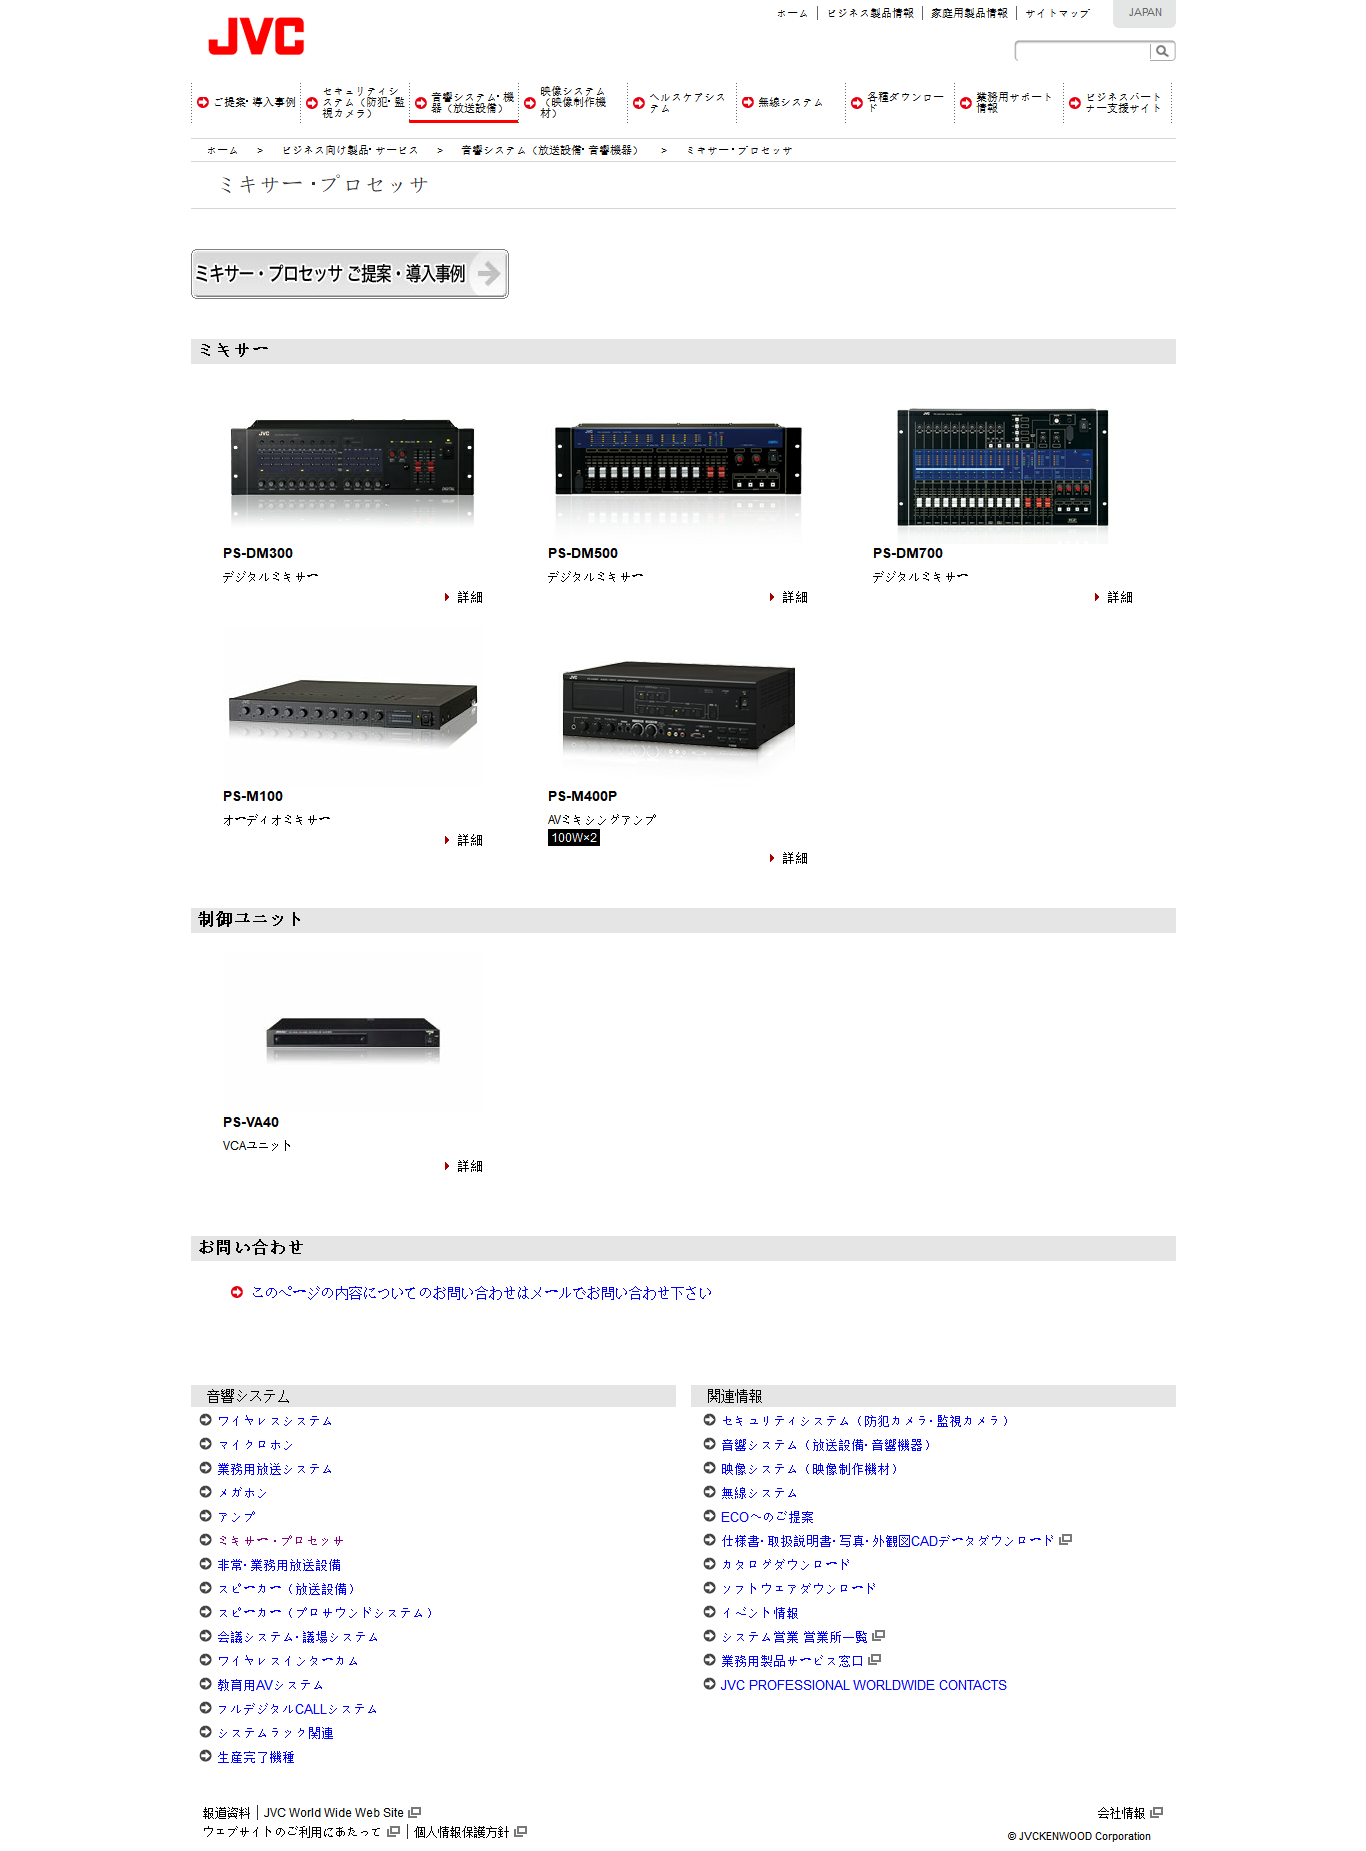 ホーム
ビジネス製品情報
家庭用製品情報
サイトマップ
JAPAN
JVC
ご提案・導入事例
セキュリティシ
ステム（防犯・監
視カメラ）
音響システム・機
器（放送設備）
映像システム
（映像制作機
材）
ヘルスケアシス
テム
無線システム
各種ダウンロー
ド
業務用サポート
情報
ビジネスパート
ナー支援サイト
ホーム > ビジネス向け製品・サービス > 音響システム（放送設備・音響機器） > ミキサー・プロセッサ
ミキサー・プロセッサ
ミキサー・プロセッサ ご提案・導入事例
ミキサー
PS-DM300
デジタルミキサー
詳細
PS-DM500
デジタルミキサー
詳細
PS-DM700
デジタルミキサー
詳細
PS-M100
オーディオミキサー
詳細
PS-M400P
AVミキシングアンプ
100W×2
詳細
制御ユニット
PS-VA40
VCAユニット
詳細
お問い合わせ
このページの内容についてのお問い合わせはメールでお問い合わせ下さい
音響システム
ワイヤレスシステム
マイクロホン
業務用放送システム
メガホン
アンプ
ミキサー・プロセッサ
非常・業務用放送設備
スピーカー（放送設備）
スピーカー（プロサウンドシステム）
会議システム・議場システム
ワイヤレスインターカム
教育用AVシステム
フルデジタルCALLシステム
システムラック関連
生産完了機種
関連情報
セキュリティシステム（防犯カメラ・監視カメラ）
音響システム（放送設備・音響機器）
映像システム（映像制作機材）
無線システム
ECOへのご提案
仕様書・取扱説明書・写真・外観図CADデータダウンロード
カタログダウンロード
ソフトウェアダウンロード
イベント情報
システム営業 営業所一覧
業務用製品サービス窓口
JVC PROFESSIONAL WORLDWIDE CONTACTS
報道資料
JVC World Wide Web Site
ウェブサイトのご利用にあたって
個人情報保護方針
会社情報
© JVCKENWOOD Corporation